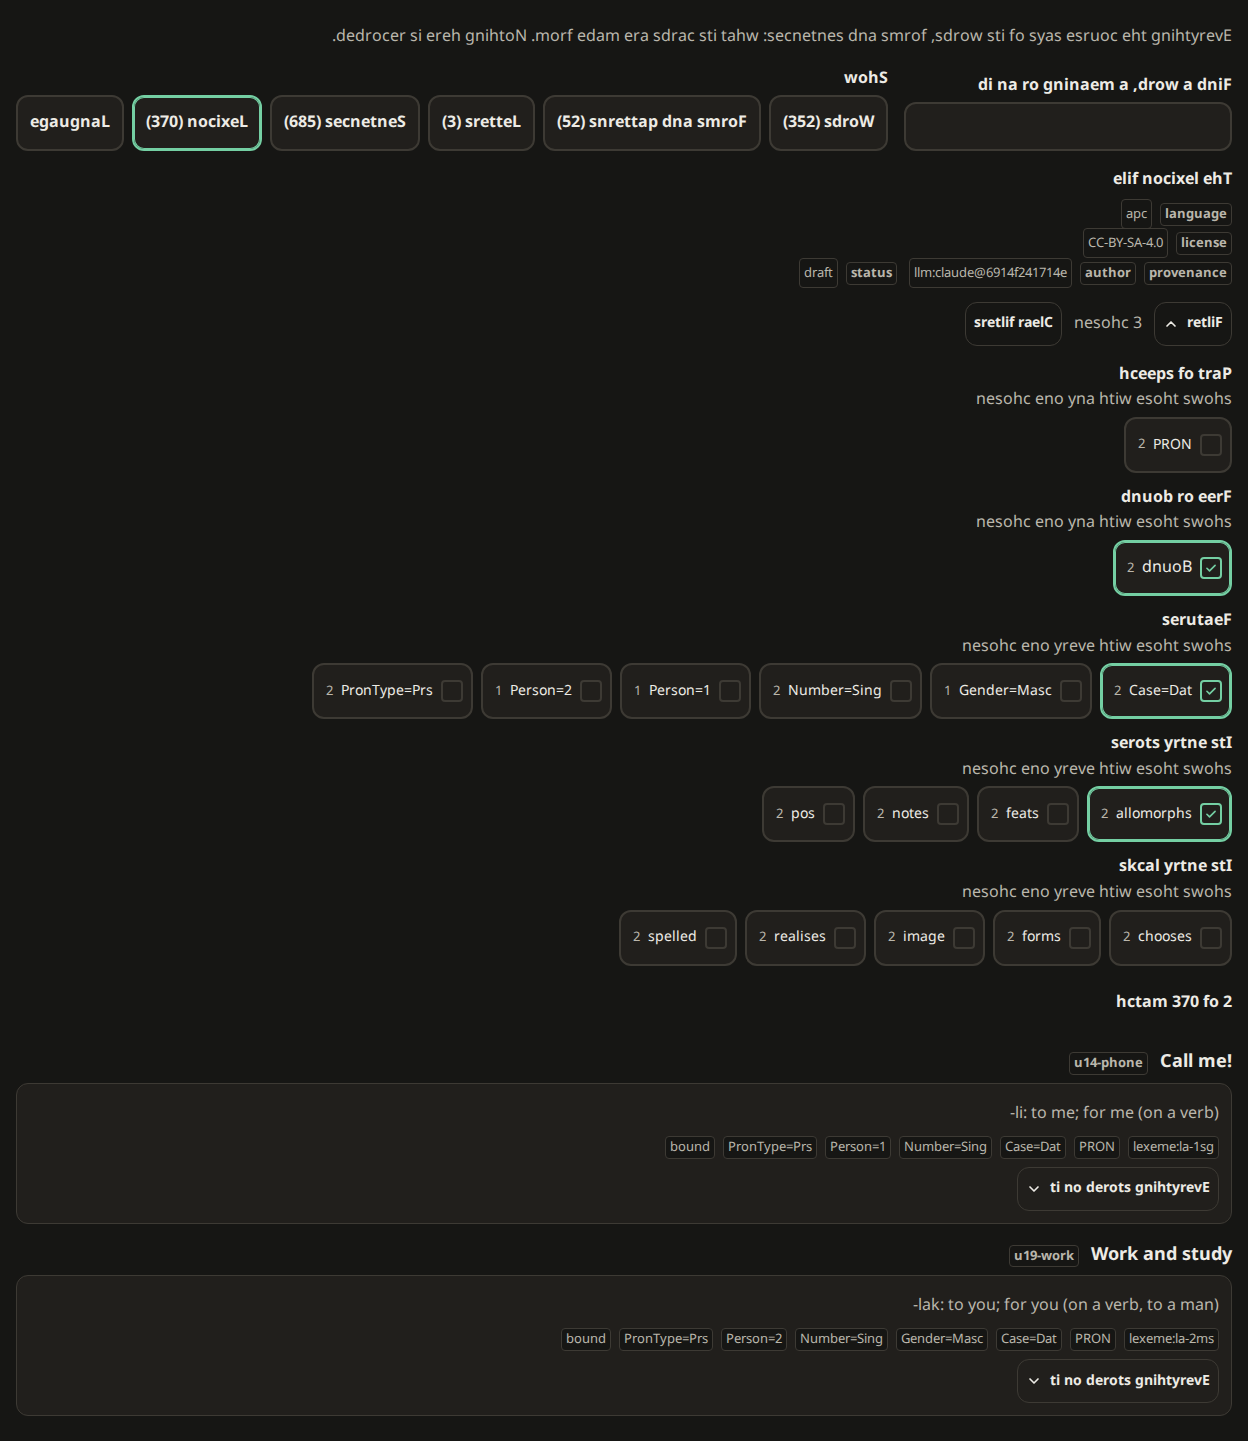 .dedrocer si ereh gnihtoN .morf edam era sdrac sti tahw :secnetnes dna smrof ,sdrow sti fo syas esruoc eht gnihtyrevE
di na ro gninaem a ,drow a dniF
wohS
(352) sdroW
(52) snrettap dna smroF
(3) sretteL
(685) secnetneS
(370) nocixeL
egaugnaL
elif nocixel ehT
language apc
license CC-BY-SA-4.0
provenance author llm:claude@6914f241714e status draft
retliF
nesohc 3
sretlif raelC
hceeps fo traP
nesohc eno yna htiw esoht swohs
PRON 2
dnuob ro eerF
nesohc eno yna htiw esoht swohs
dnuoB 2
serutaeF
nesohc eno yreve htiw esoht swohs
Case=Dat 2
Gender=Masc 1
Number=Sing 2
Person=1 1
Person=2 1
PronType=Prs 2
serots yrtne stI
nesohc eno yreve htiw esoht swohs
allomorphs 2
feats 2
notes 2
pos 2
skcal yrtne stI
nesohc eno yreve htiw esoht swohs
chooses 2
forms 2
image 2
realises 2
spelled 2
hctam 370 fo 2
Call me! u14-phone
-li: to me; for me (on a verb)
lexeme:la-1sg PRON Case=Dat Number=Sing Person=1 PronType=Prs bound
ti no derots gnihtyrevE
Work and study u19-work
-lak: to you; for you (on a verb, to a man)
lexeme:la-2ms PRON Case=Dat Gender=Masc Number=Sing Person=2 PronType=Prs bound
ti no derots gnihtyrevE